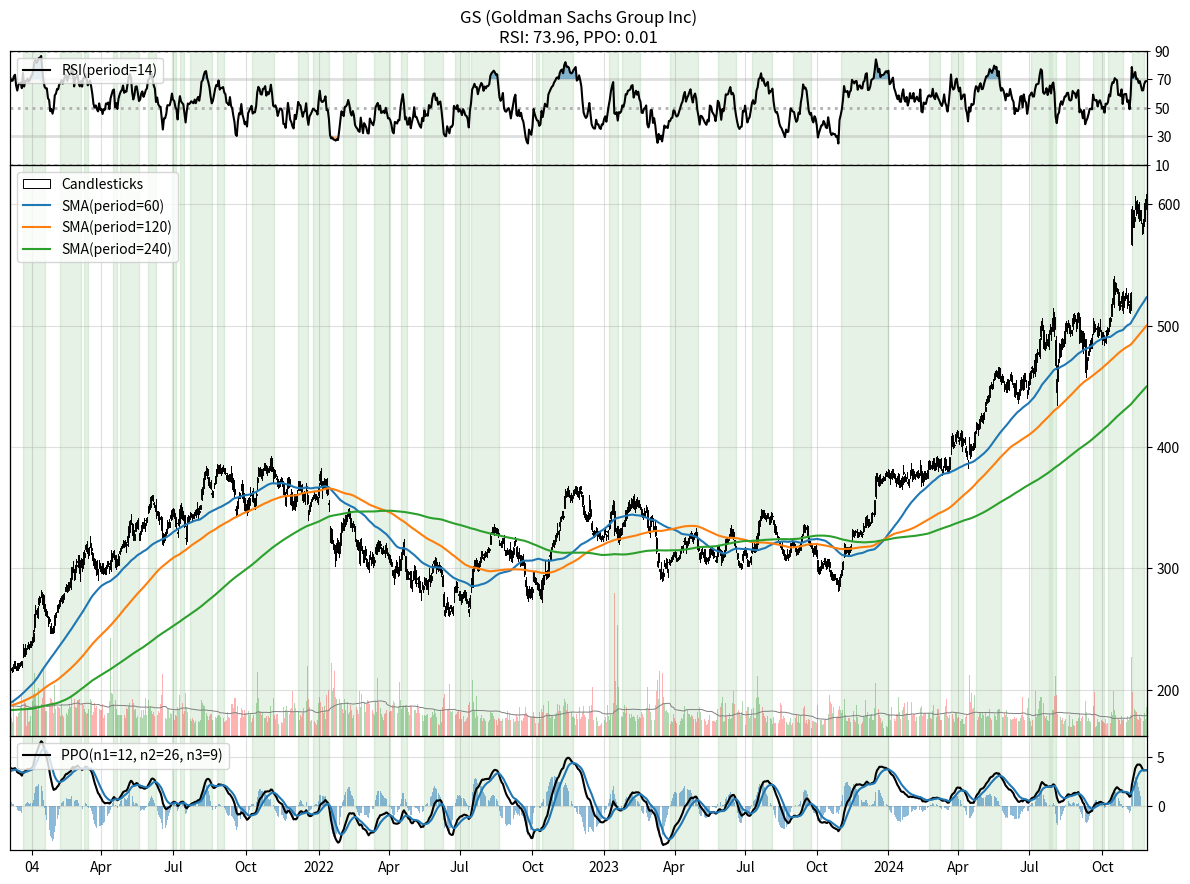 GS (Goldman Sachs Group Inc)
RSI: 73.96, PPO: 0.01
RSI(period=14)
90
70
50
30
10
Candlesticks
SMA(period=60)
SMA(period=120)
SMA(period=240)
600
500
400
300
200
PPO(n1=12, n2=26, n3=9)
5
0
04 Apr Jul Oct 2022 Apr Jul Oct 2023 Apr Jul Oct 2024 Apr Jul Oct